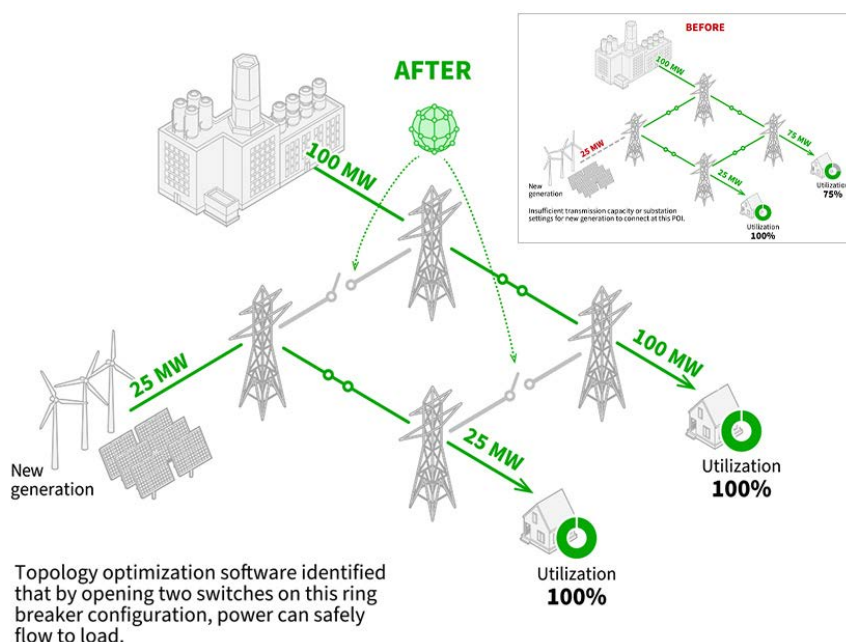 AFTER
100 MW
25 MW
100 MW
25 MW
New
generation
Utilization
100%
Utilization
100%
Topology optimization software identified
that by opening two switches on this ring
breaker configuration, power can safely
flow to load.
BEFORE
100 MW
25 MW
75 MW
25 MW
New
generation
Utilization
75%
Utilization
100%
Insufficient transmission capacity or substation
settings for new generation to connect at this POI.